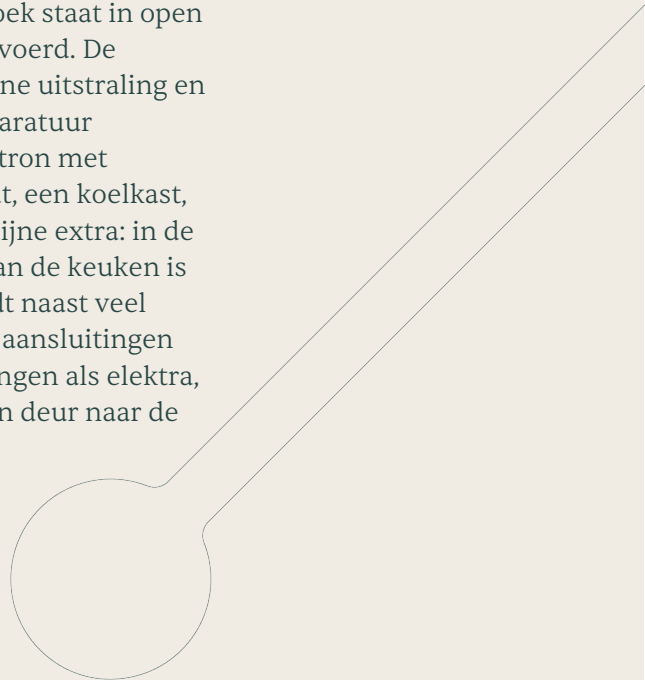 oek staat in open
voerd. De
ne uitstraling en
aratuur
tron met
t, een koelkast,
ijne extra: in de
an de keuken is
dt naast veel
aansluitingen
ngen als elektra,
n deur naar de